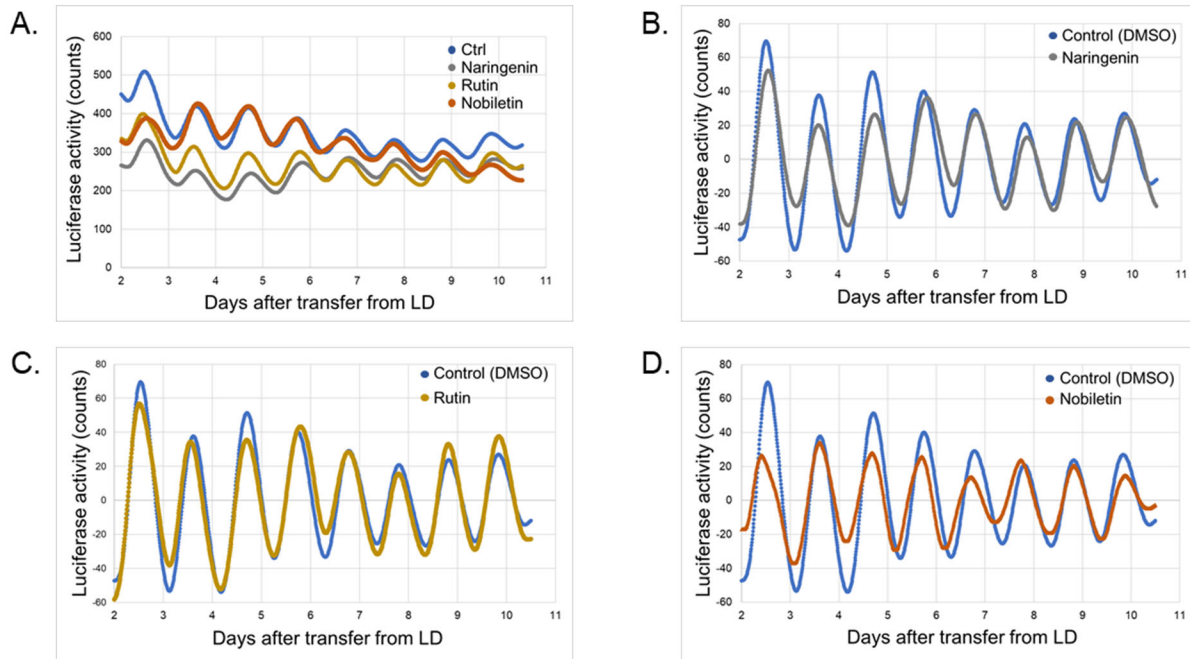 A.
Luciferase activity (counts)
600
500
400
300
200
100
0
Ctrl
Naringenin
Rutin
Nobiletin
2 3 4 5 6 7 8 9 10 11
Days after transfer from LD
B.
Luciferase activity (counts)
80
60
40
20
0
-20
-40
-60
Control (DMSO)
Naringenin
2 3 4 5 6 7 8 9 10 11
Days after transfer from LD
C.
Luciferase activity (counts)
80
60
40
20
0
-20
-40
-60
Control (DMSO)
Rutin
2 3 4 5 6 7 8 9 10 11
Days after transfer from LD
D.
Luciferase activity (counts)
80
60
40
20
0
-20
-40
-60
Control (DMSO)
Nobiletin
2 3 4 5 6 7 8 9 10 11
Days after transfer from LD